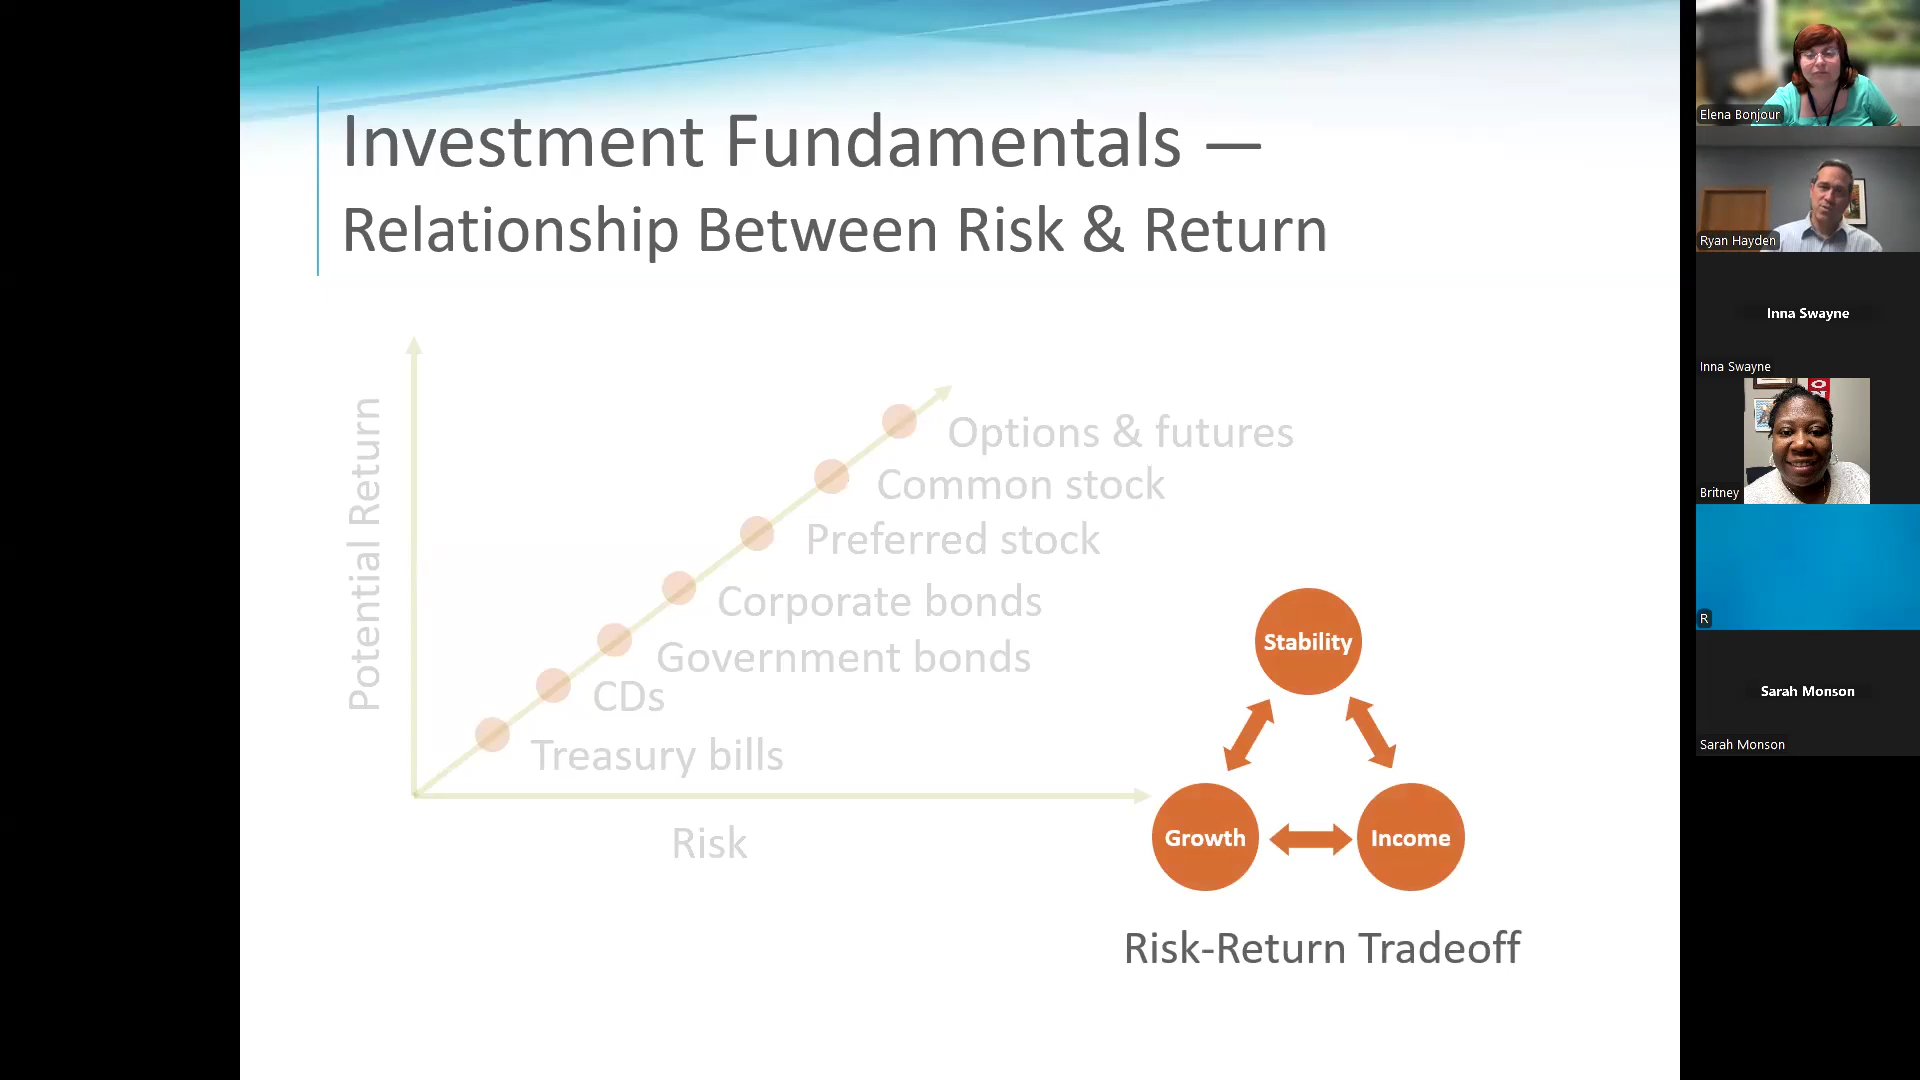 Investment Fundamentals —
Relationship Between Risk & Return
Potential Return
Options & futures
Common stock
Preferred stock
Corporate bonds
Government bonds
CDs
Treasury bills
Risk
Stability
Growth
Income
Risk-Return Tradeoff
Elena Bonjour
Ryan Hayden
Inna Swayne
Inna Swayne
Britney
R
Sarah Monson
Sarah Monson